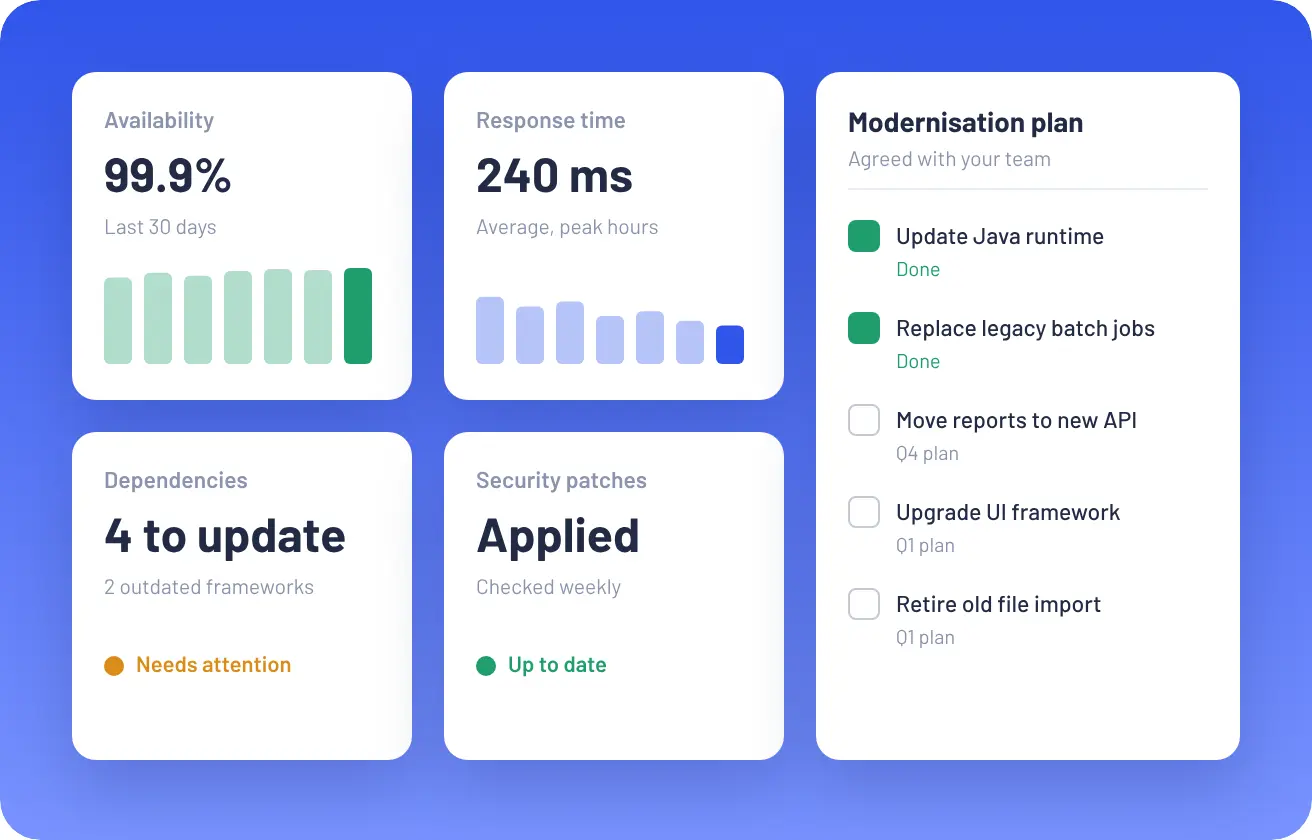 Availability
99.9%
Last 30 days
Response time
240 ms
Average, peak hours
Dependencies
4 to update
2 outdated frameworks
Needs attention
Security patches
Applied
Checked weekly
Up to date
Modernisation plan
Agreed with your team
Update Java runtime
Done
Replace legacy batch jobs
Done
Move reports to new API
Q4 plan
Upgrade UI framework
Q1 plan
Retire old file import
Q1 plan